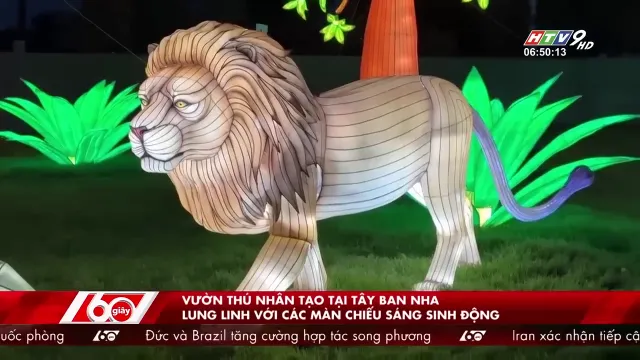 HTV9 HD
06:50:13
60 giây
VƯỜN THÚ NHÂN TẠO TẠI TÂY BAN NHA
LUNG LINH VỚI CÁC MÀN CHIẾU SÁNG SINH ĐỘNG
uốc phòng 60 Đức và Brazil tăng cường hợp tác song phương 60 Iran xác nhận tiếp cậ